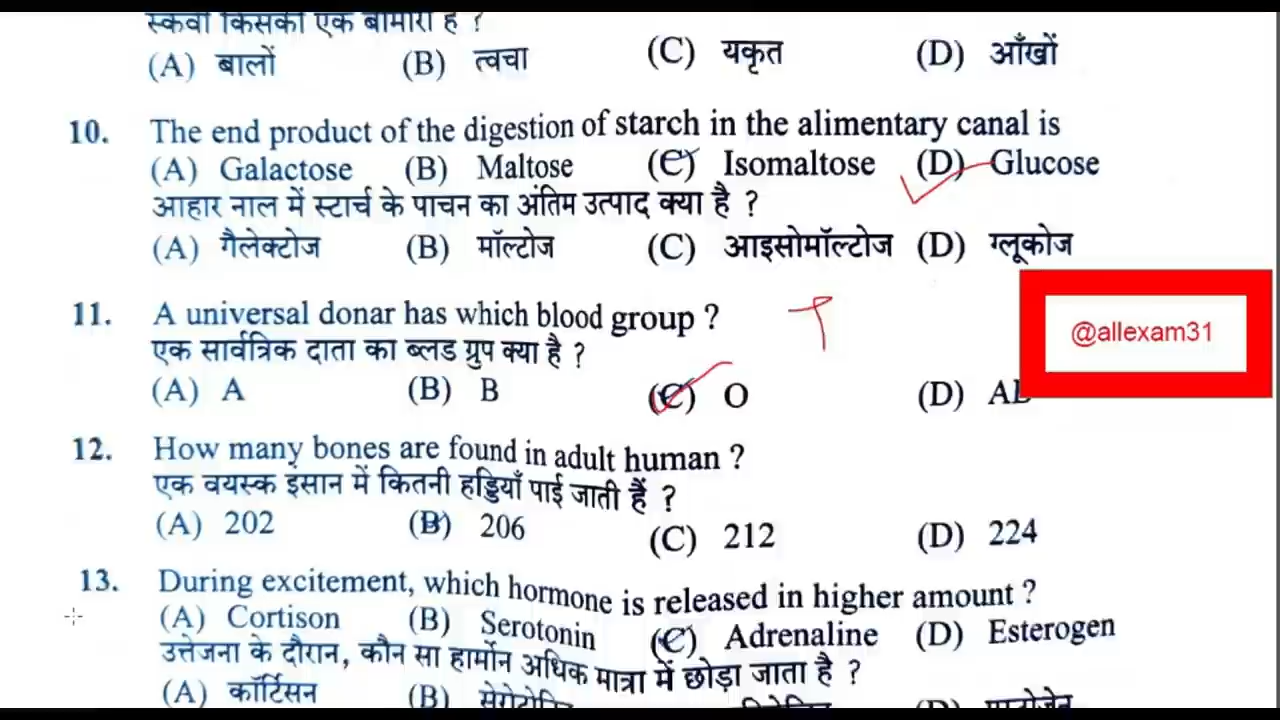 स्कर्वी किसकी एक बीमारी है ?
(A) बालों (B) त्वचा (C) यकृत (D) आँखों
10. The end product of the digestion of starch in the alimentary canal is
(A) Galactose (B) Maltose (C) Isomaltose (D) Glucose
आहार नाल में स्टार्च के पाचन का अंतिम उत्पाद क्या है ?
(A) गैलेक्टोज (B) मॉल्टोज (C) आइसोमॉल्टोज (D) ग्लूकोज
11. A universal donar has which blood group ?
एक सार्वत्रिक दाता का ब्लड ग्रुप क्या है ?
(A) A (B) B (C) O (D)
@allexam31
12. How many bones are found in adult human ?
एक वयस्क इंसान में कितनी हड्डियाँ पाई जाती हैं ?
(A) 202 (B) 206 (C) 212 (D) 224
13. During excitement, which hormone is released in higher amount ?
(A) Cortison (B) Serotonin (C) Adrenaline (D) Esterogen
उत्तेजना के दौरान, कौन सा हार्मोन अधिक मात्रा में छोड़ा जाता है ?
(A) कॉर्टिसन (B)